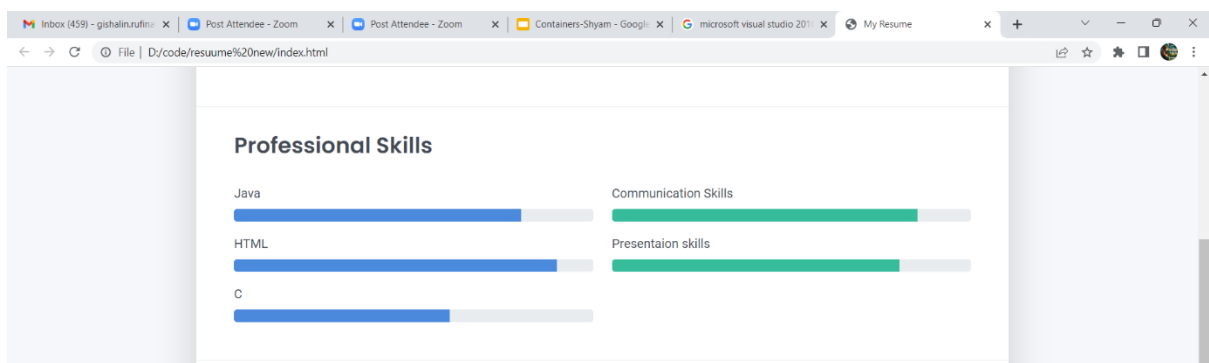 Inbox (459) - gishalin.rufina
Post Attendee - Zoom
Post Attendee - Zoom
Containers-Shyam - Google
microsoft visual studio 201
My Resume
File | D:/code/resuume%20new/index.html
Professional Skills
Java
Communication Skills
HTML
Presentaion skills
C